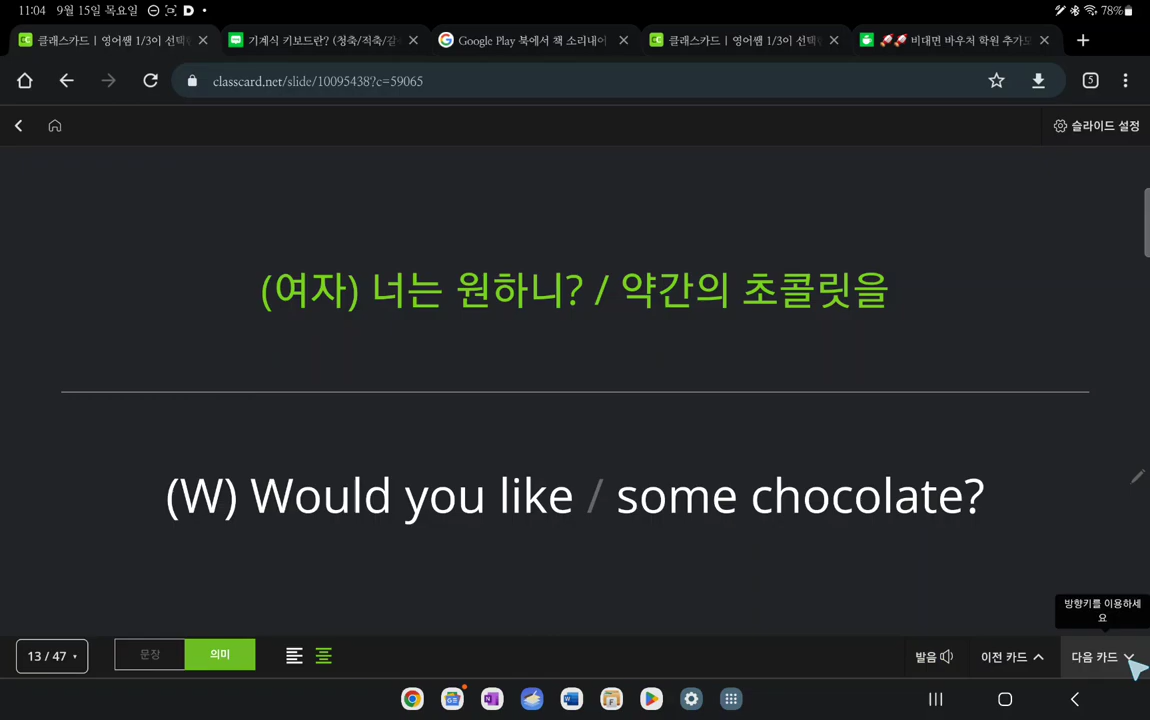 11:04 9월 15일 목요일
78%
클래스카드 | 영어쌤 1/3이 선택
기계식 키보드란? (청축/적축/갈
Google Play 북에서 책 소리내어
클래스카드 | 영어쌤 1/3이 선택
비대면 바우처 학원 추가모
classcard.net/slide/10095438?c=59065
5
슬라이드 설정
(여자) 너는 원하니? / 약간의 초콜릿을
(W) Would you like / some chocolate?
방향키를 이용하세
요
13 / 47
문장
의미
발음
이전 카드
다음 카드